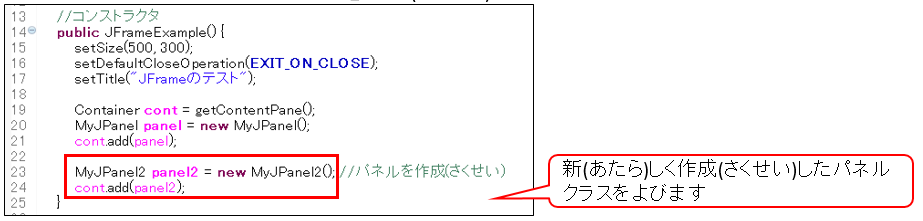 13 //コンストラクタ
14 public JFrameExample() {
15 setSize(500, 300);
16 setDefaultCloseOperation(EXIT_ON_CLOSE);
17 setTitle("JFrameのテスト");
18
19 Container cont = getContentPane();
20 MyJPanel panel = new MyJPanel();
21 cont.add(panel);
22
23 MyJPanel2 panel2 = new MyJPanel2(); //パネルを作成(さくせい)
24 cont.add(panel2);
25 }
新(あたら)しく作成(さくせい)したパネル
クラスをよびます